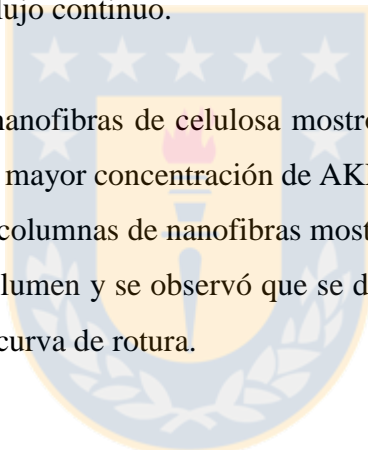 lujo continuo.
nanofibras de celulosa mostr
mayor concentración de AK
columnas de nanofibras most
lumen y se observó que se d
curva de rotura.